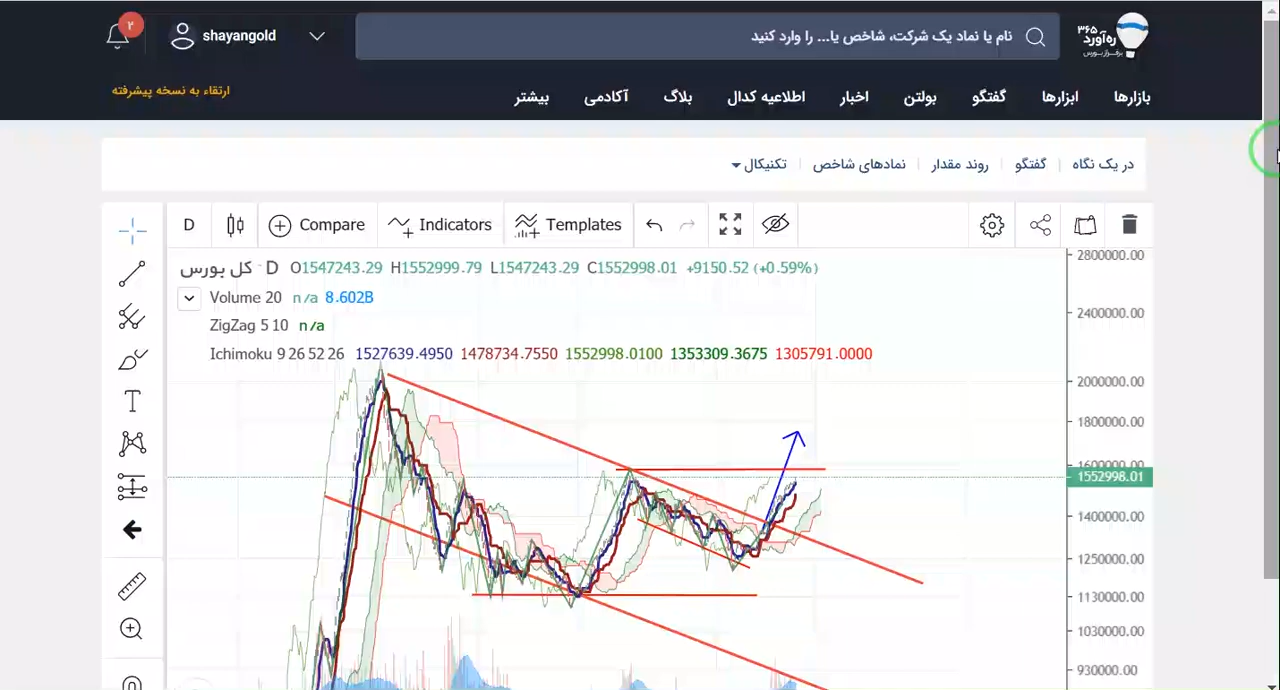 ۲
shayangold
نام یا نماد یک شرکت، شاخص یا... را وارد کنید
ره‌آورد ۳۶۵
برفراز بورس
ارتقاء به نسخه پیشرفته
بازارها ابزارها گفتگو بولتن اخبار اطلاعیه کدال بلاگ آکادمی بیشتر
در یک نگاه گفتگو روند مقدار نمادهای شاخص تکنیکال
D Compare Indicators Templates
کل بورس - D O1547243.29 H1552999.79 L1547243.29 C1552998.01 +9150.52 (+0.59%)
Volume 20 n/a 8.602B
ZigZag 5 10 n/a
Ichimoku 9 26 52 26 1527639.4950 1478734.7550 1552998.0100 1353309.3675 1305791.0000
2800000.00
2400000.00
2000000.00
1800000.00
1600000.00
1552998.01
1400000.00
1250000.00
1130000.00
1030000.00
930000.00
T